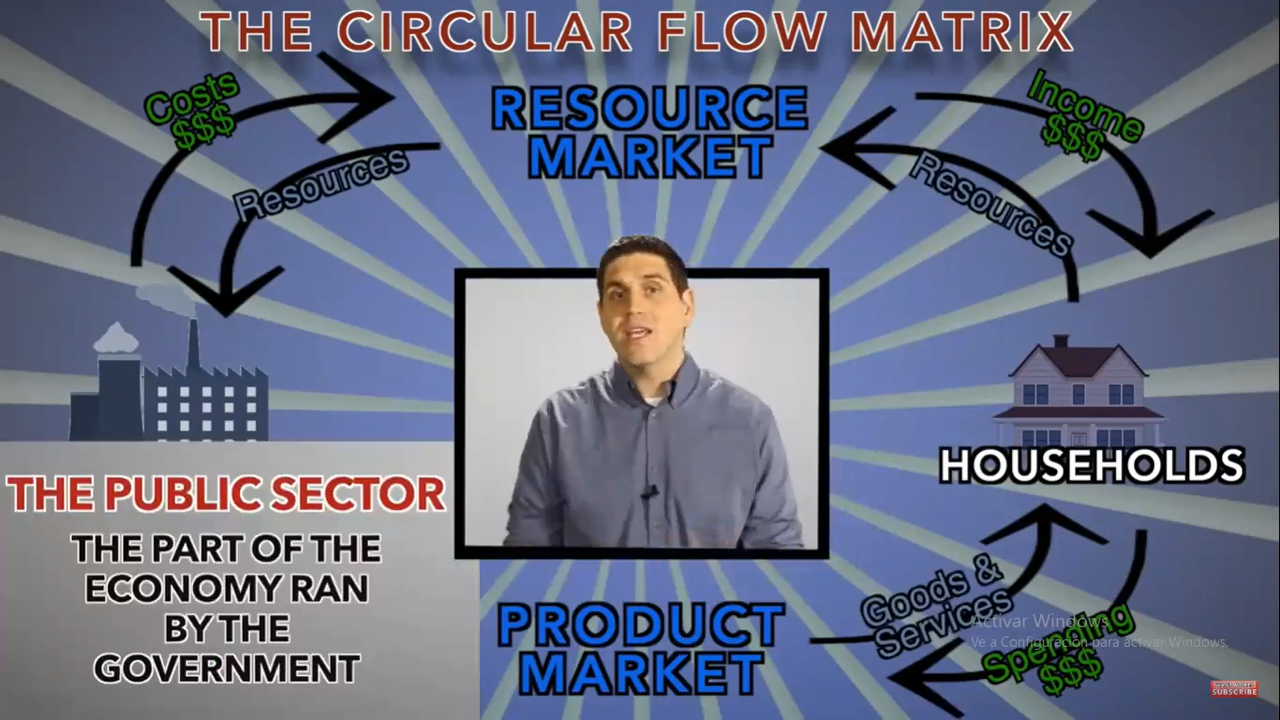 THE CIRCULAR FLOW MATRIX
Costs
$$$
Resources
RESOURCE
MARKET
Income
$$$
Resources
THE PUBLIC SECTOR
THE PART OF THE
ECONOMY RAN
BY THE
GOVERNMENT
HOUSEHOLDS
PRODUCT
MARKET
Goods &
Services
Spending
$$$
Activar Windows
Ve a Configuración para activar Windows.
SUBSCRIBE